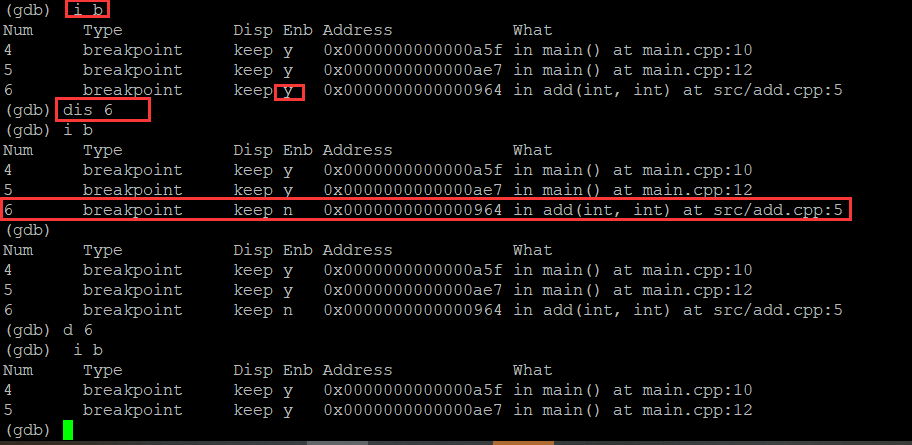 (gdb) i b
Num Type Disp Enb Address What
4 breakpoint keep y 0x0000000000000a5f in main() at main.cpp:10
5 breakpoint keep y 0x0000000000000ae7 in main() at main.cpp:12
6 breakpoint keep y 0x0000000000000964 in add(int, int) at src/add.cpp:5
(gdb) dis 6
(gdb) i b
Num Type Disp Enb Address What
4 breakpoint keep y 0x0000000000000a5f in main() at main.cpp:10
5 breakpoint keep y 0x0000000000000ae7 in main() at main.cpp:12
6 breakpoint keep n 0x0000000000000964 in add(int, int) at src/add.cpp:5
(gdb)
Num Type Disp Enb Address What
4 breakpoint keep y 0x0000000000000a5f in main() at main.cpp:10
5 breakpoint keep y 0x0000000000000ae7 in main() at main.cpp:12
6 breakpoint keep n 0x0000000000000964 in add(int, int) at src/add.cpp:5
(gdb) d 6
(gdb) i b
Num Type Disp Enb Address What
4 breakpoint keep y 0x0000000000000a5f in main() at main.cpp:10
5 breakpoint keep y 0x0000000000000ae7 in main() at main.cpp:12
(gdb)